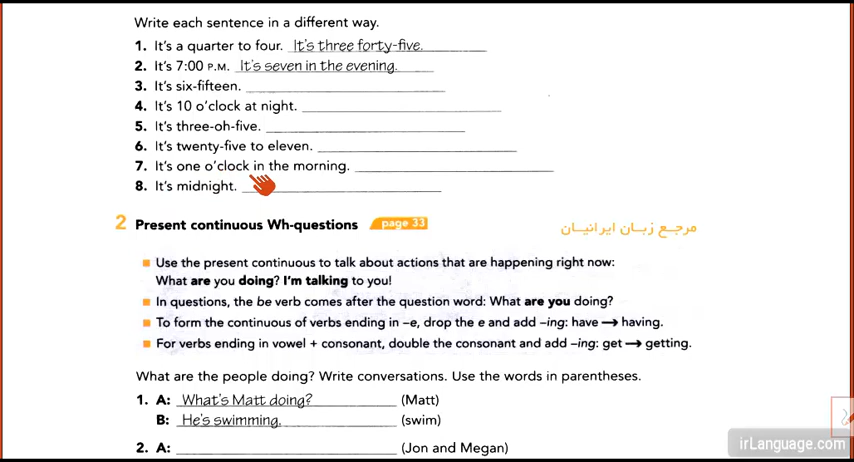 Write each sentence in a different way.
1. It's a quarter to four. It's three forty-five.
2. It's 7:00 P.M. It's seven in the evening.
3. It's six-fifteen.
4. It's 10 o'clock at night.
5. It's three-oh-five.
6. It's twenty-five to eleven.
7. It's one o'clock in the morning.
8. It's midnight.
2 Present continuous Wh-questions page 33
مرجع زبان ایرانیان
Use the present continuous to talk about actions that are happening right now:
What are you doing? I'm talking to you!
In questions, the be verb comes after the question word: What are you doing?
To form the continuous of verbs ending in –e, drop the e and add –ing: have → having.
For verbs ending in vowel + consonant, double the consonant and add –ing: get → getting.
What are the people doing? Write conversations. Use the words in parentheses.
1. A: What's Matt doing? (Matt)
B: He's swimming. (swim)
2. A: (Jon and Megan)
irLanguage.com